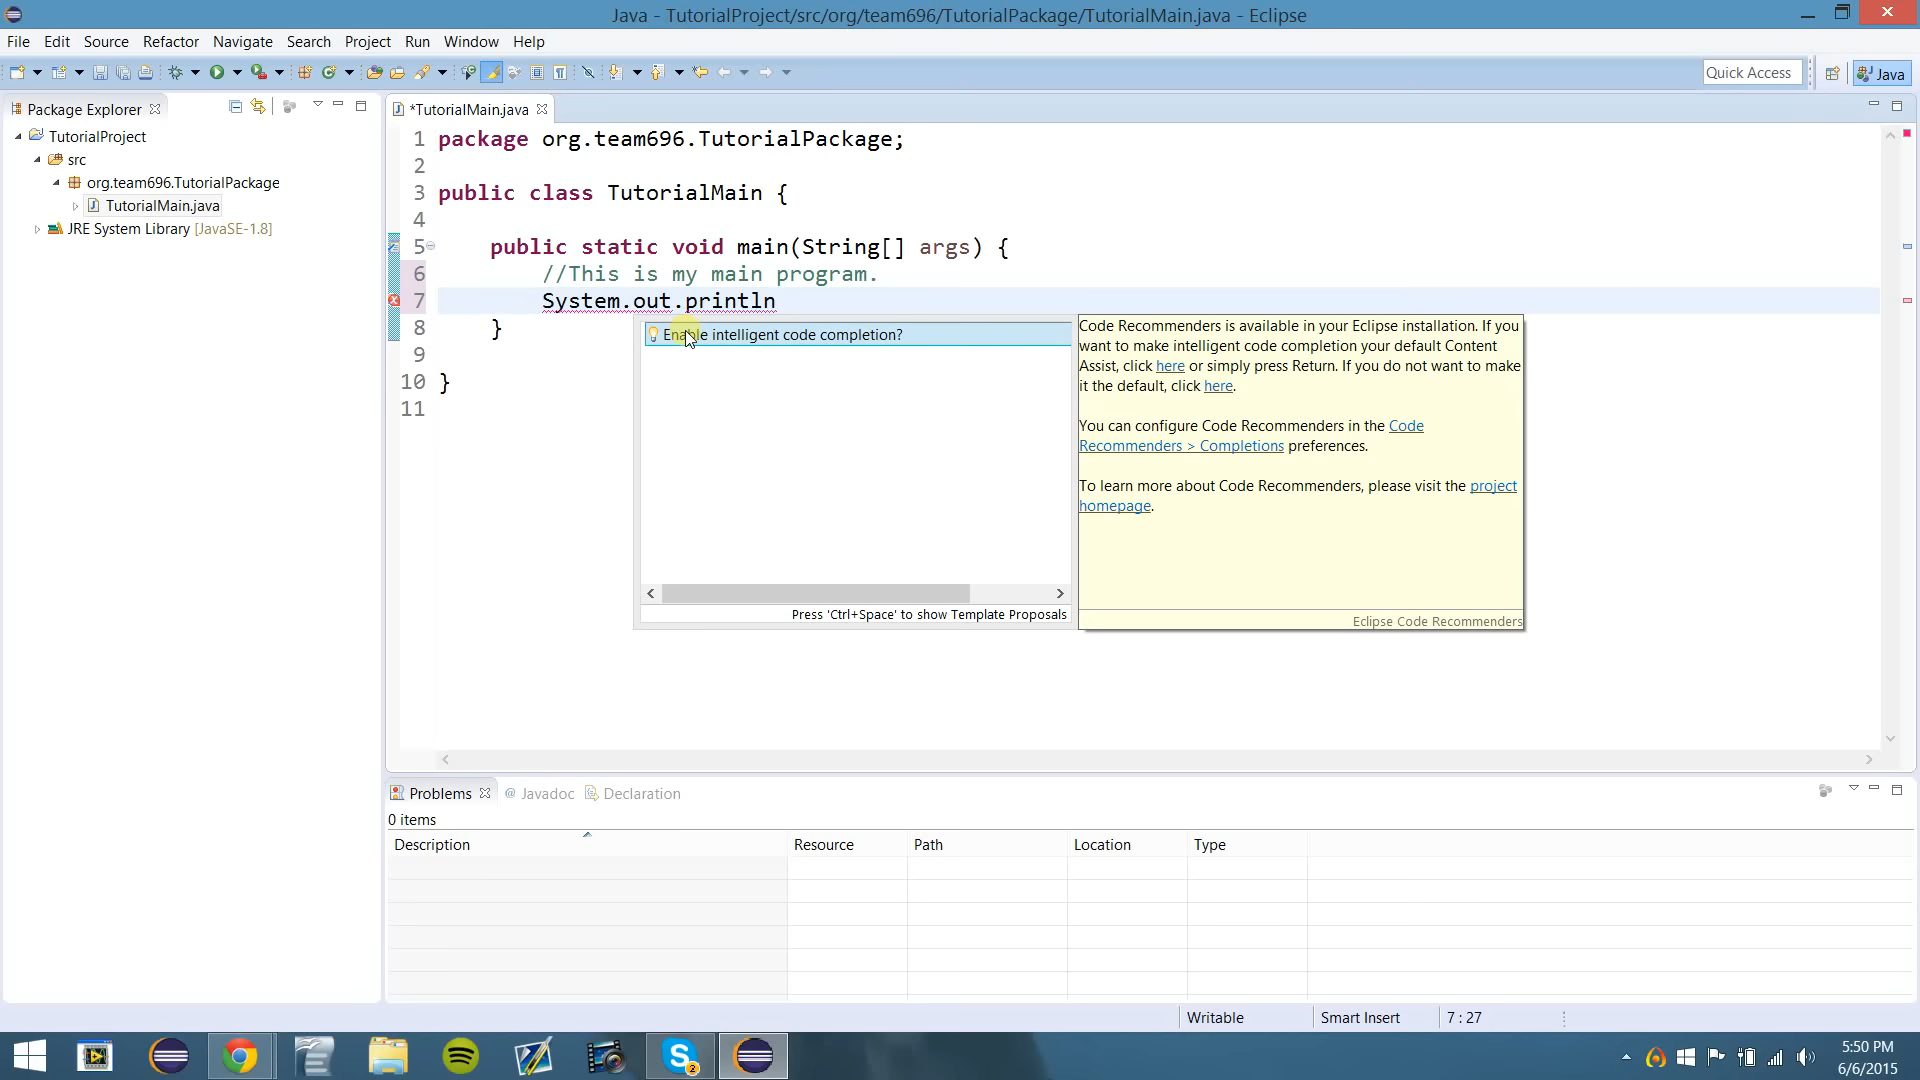 Java - TutorialProject/src/org/team696/TutorialPackage/TutorialMain.java - Eclipse
File Edit Source Refactor Navigate Search Project Run Window Help
Quick Access Java
Package Explorer
TutorialProject
src
org.team696.TutorialPackage
TutorialMain.java
JRE System Library [JavaSE-1.8]
*TutorialMain.java
1 package org.team696.TutorialPackage;
2
3 public class TutorialMain {
4
5 public static void main(String[] args) {
6 //This is my main program.
7 System.out.println
8 }
9
10 }
11
Enable intelligent code completion?
Press 'Ctrl+Space' to show Template Proposals
Code Recommenders is available in your Eclipse installation. If you
want to make intelligent code completion your default Content
Assist, click here or simply press Return. If you do not want to make
it the default, click here.
You can configure Code Recommenders in the Code
Recommenders > Completions preferences.
To learn more about Code Recommenders, please visit the project
homepage.
Eclipse Code Recommenders
Problems @ Javadoc Declaration
0 items
Description Resource Path Location Type
Writable Smart Insert 7 : 27
2
5:50 PM
6/6/2015